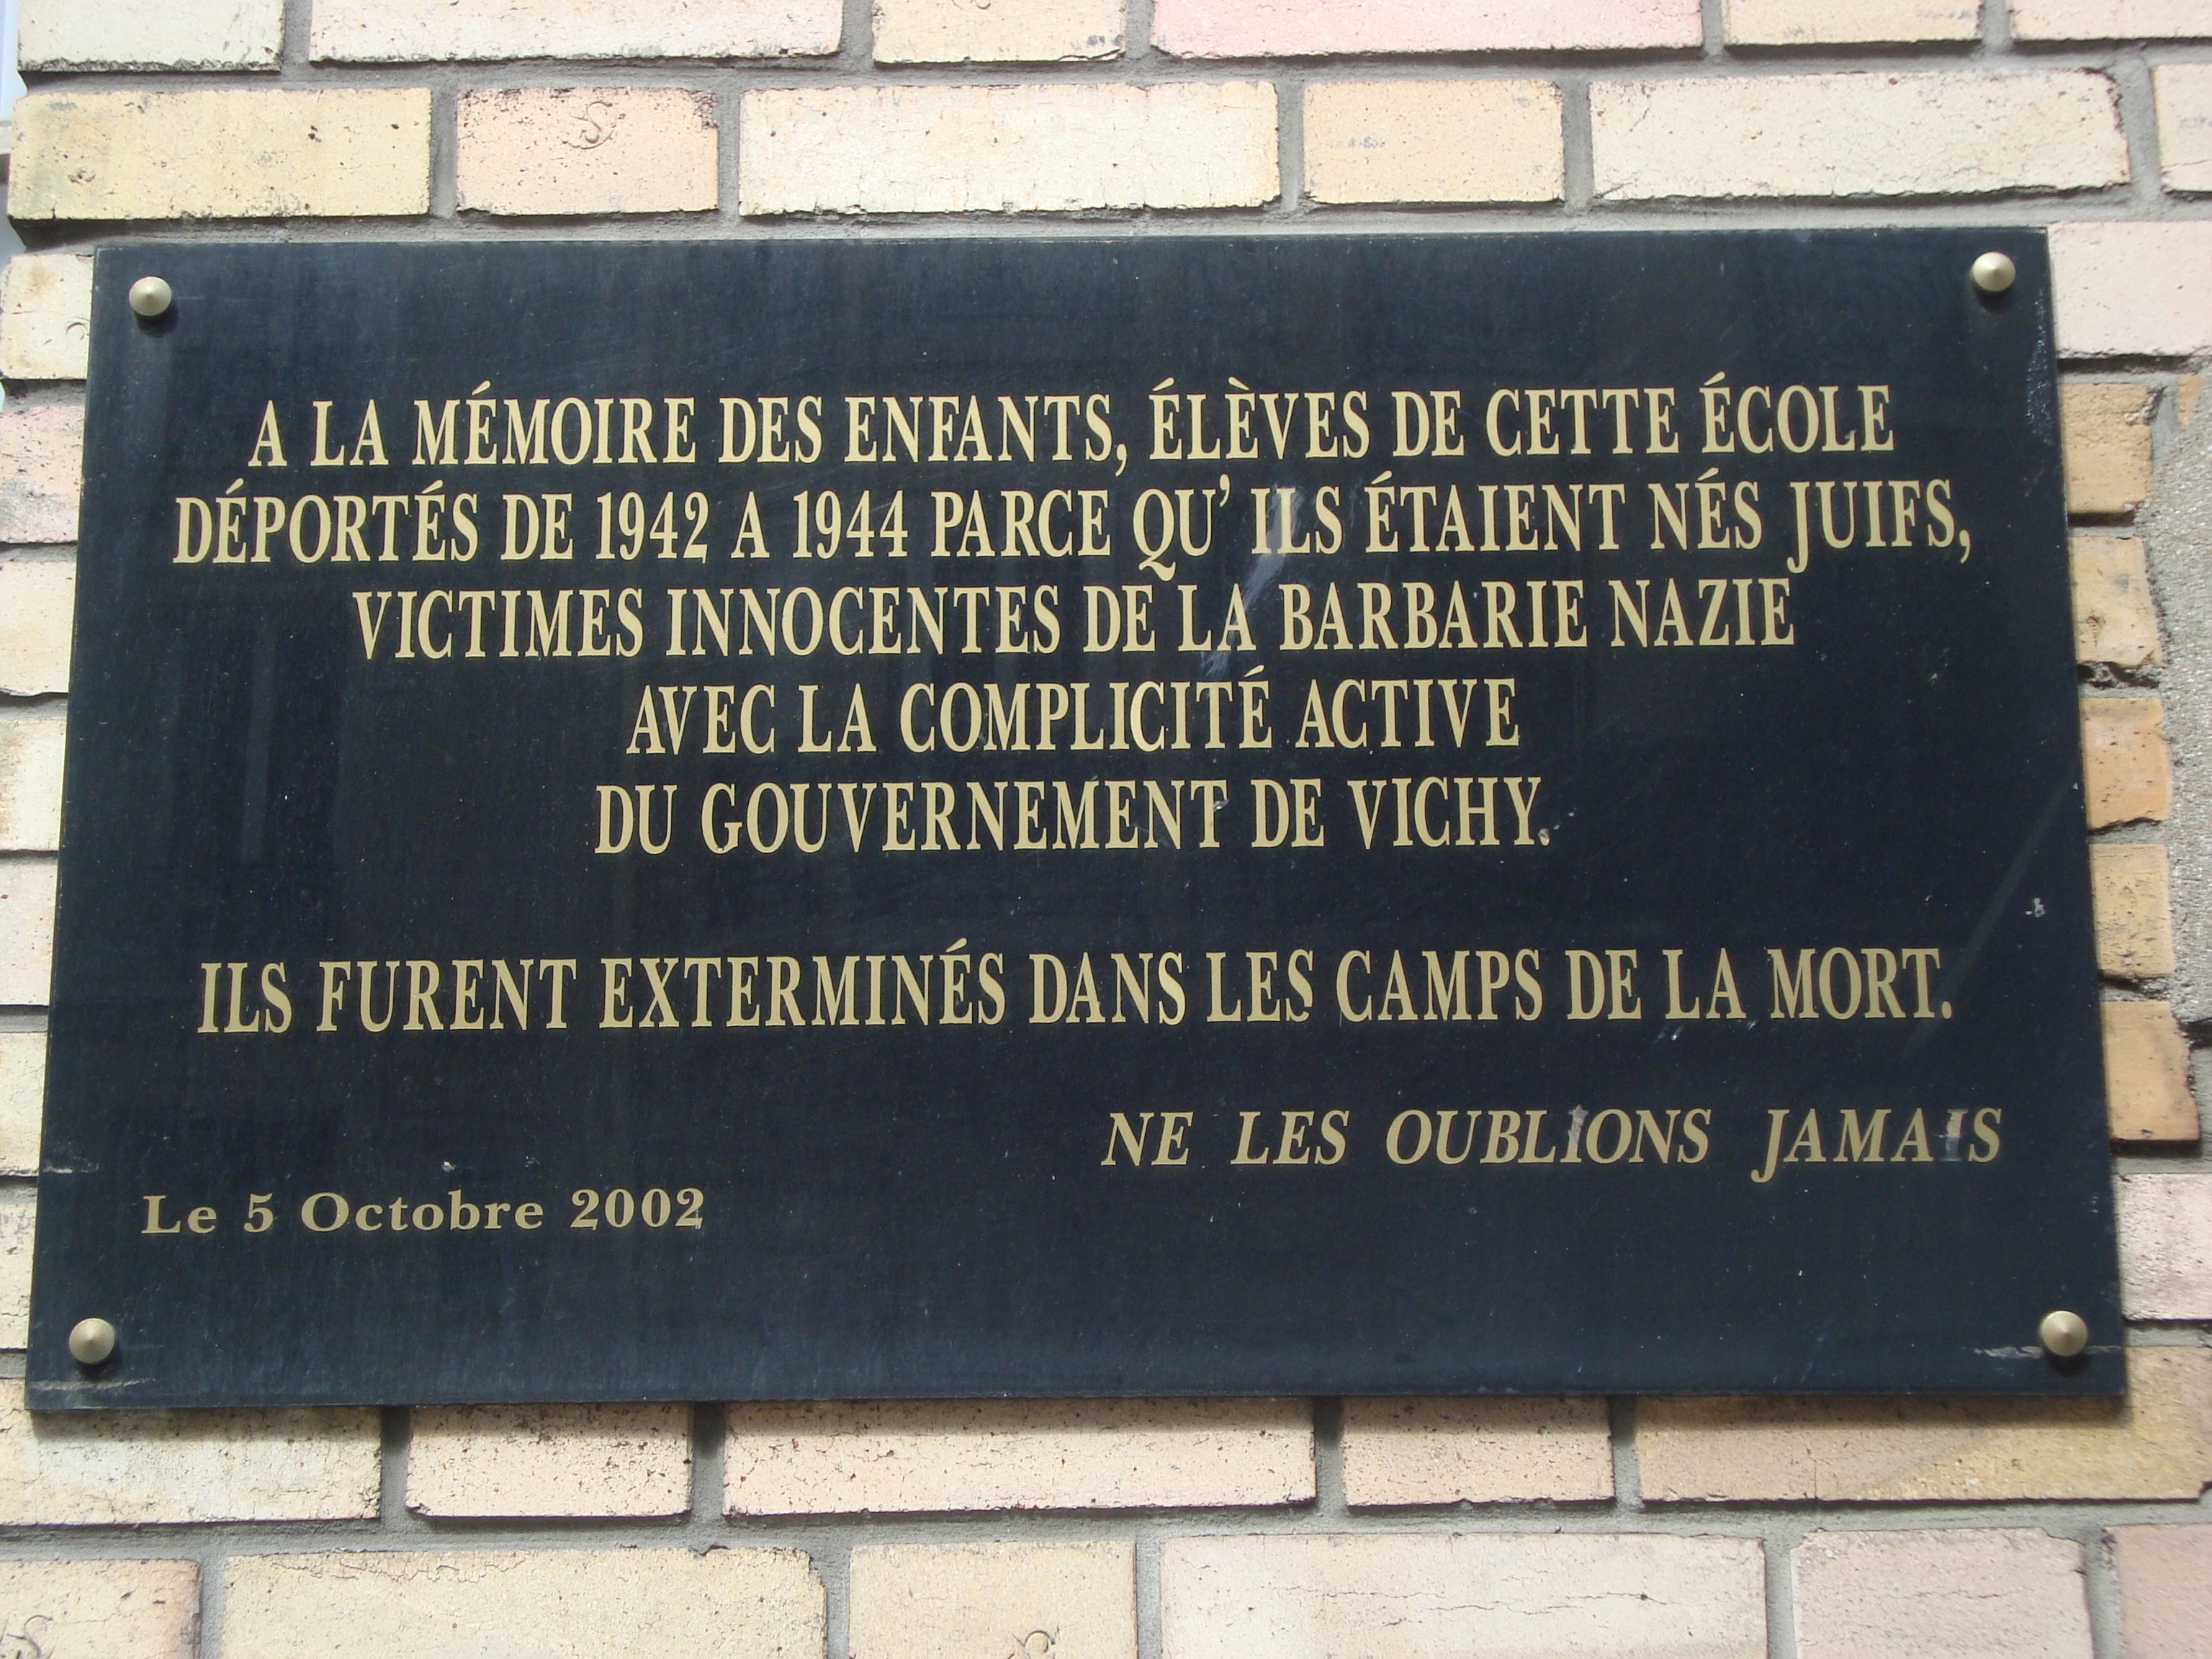 A LA MÉMOIRE DES ENFANTS, ÉLÈVES DE CETTE ÉCOLE
DÉPORTÉS DE 1942 A 1944 PARCE QU' ILS ÉTAIENT NÉS JUIFS,
VICTIMES INNOCENTES DE LA BARBARIE NAZIE
AVEC LA COMPLICITÉ ACTIVE
DU GOUVERNEMENT DE VICHY.
ILS FURENT EXTERMINÉS DANS LES CAMPS DE LA MORT.
NE LES OUBLIONS JAMAIS
Le 5 Octobre 2002